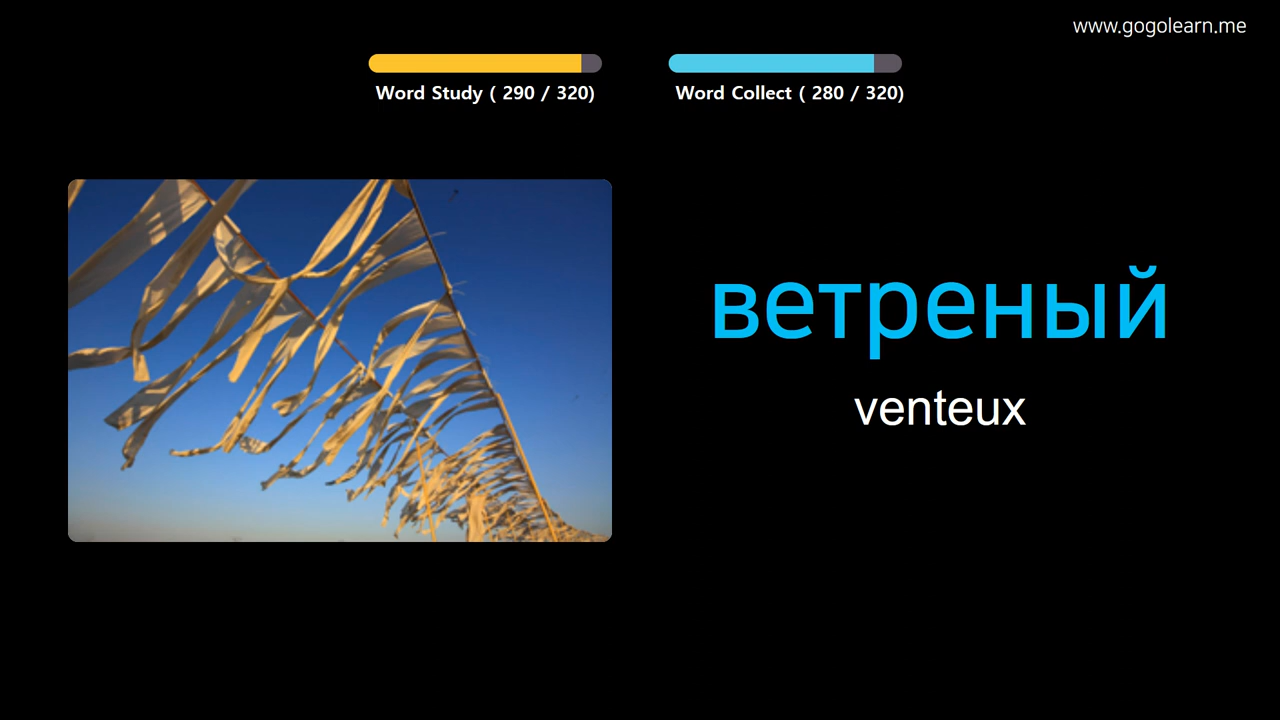 www.gogolearn.me
Word Study ( 290 / 320)
Word Collect ( 280 / 320)
ветреный
venteux